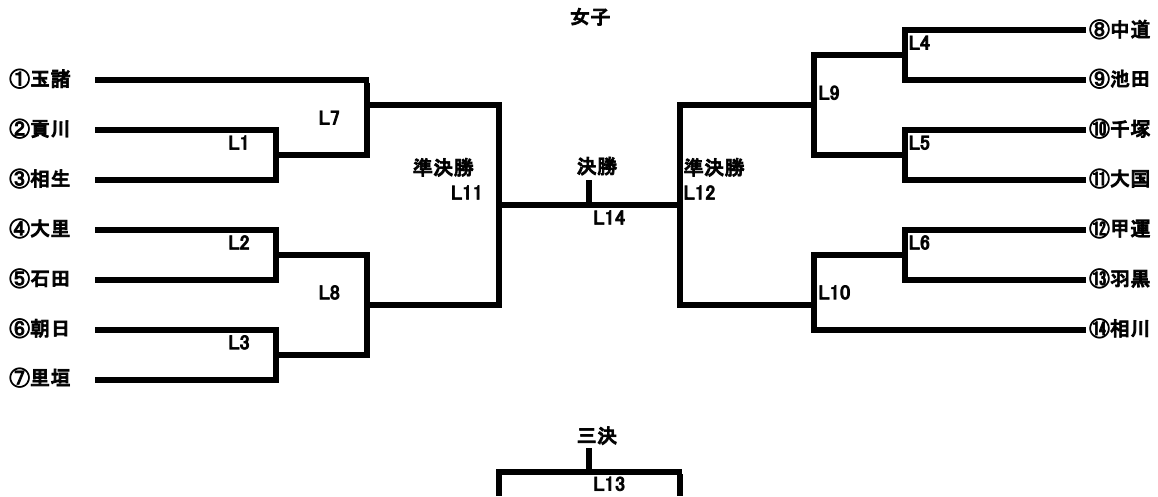 女子
①玉諸
②貢川
③相生
④大里
⑤石田
⑥朝日
⑦里垣
L1
L2
L3
L7
L8
準決勝
L11
決勝
L14
準決勝
L12
L9
L10
L4
L5
L6
⑧中道
⑨池田
⑩千塚
⑪大国
⑫甲運
⑬羽黒
⑭相川
三決
L13